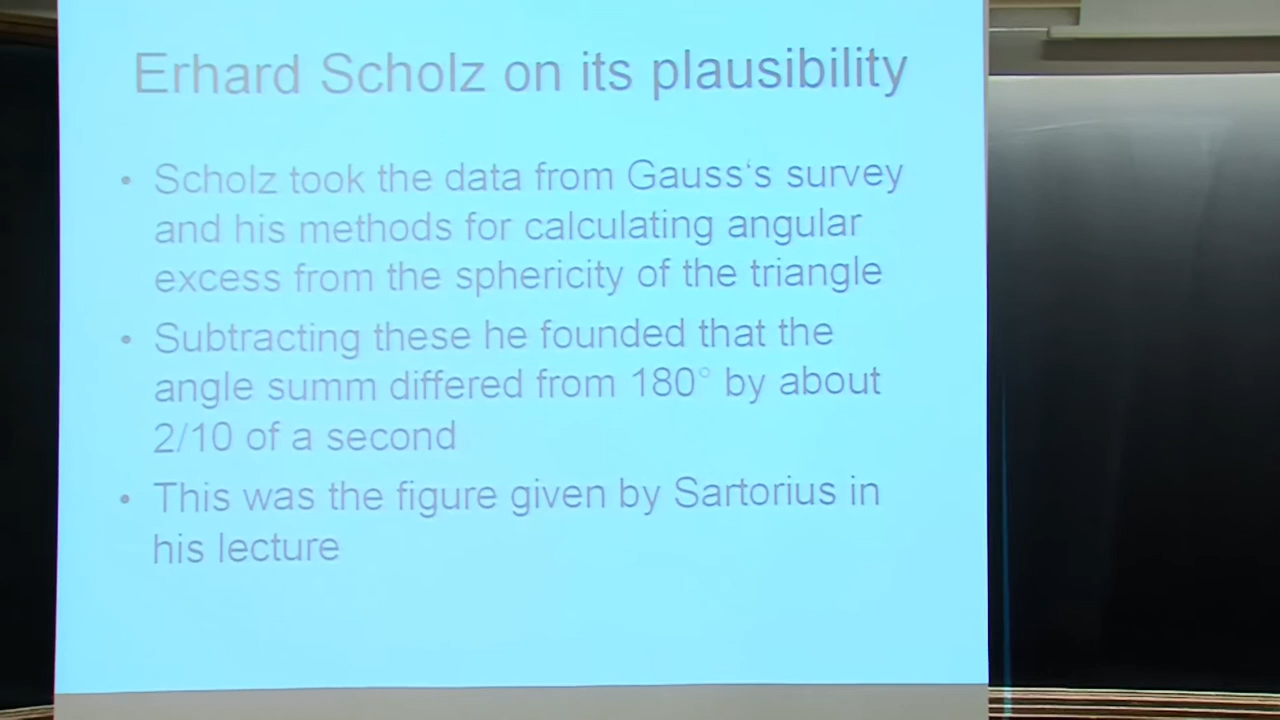 Erhard Scholz on its plausibility
• Scholz took the data from Gauss‘s survey
and his methods for calculating angular
excess from the sphericity of the triangle
• Subtracting these he founded that the
angle summ differed from 180° by about
2/10 of a second
• This was the figure given by Sartorius in
his lecture